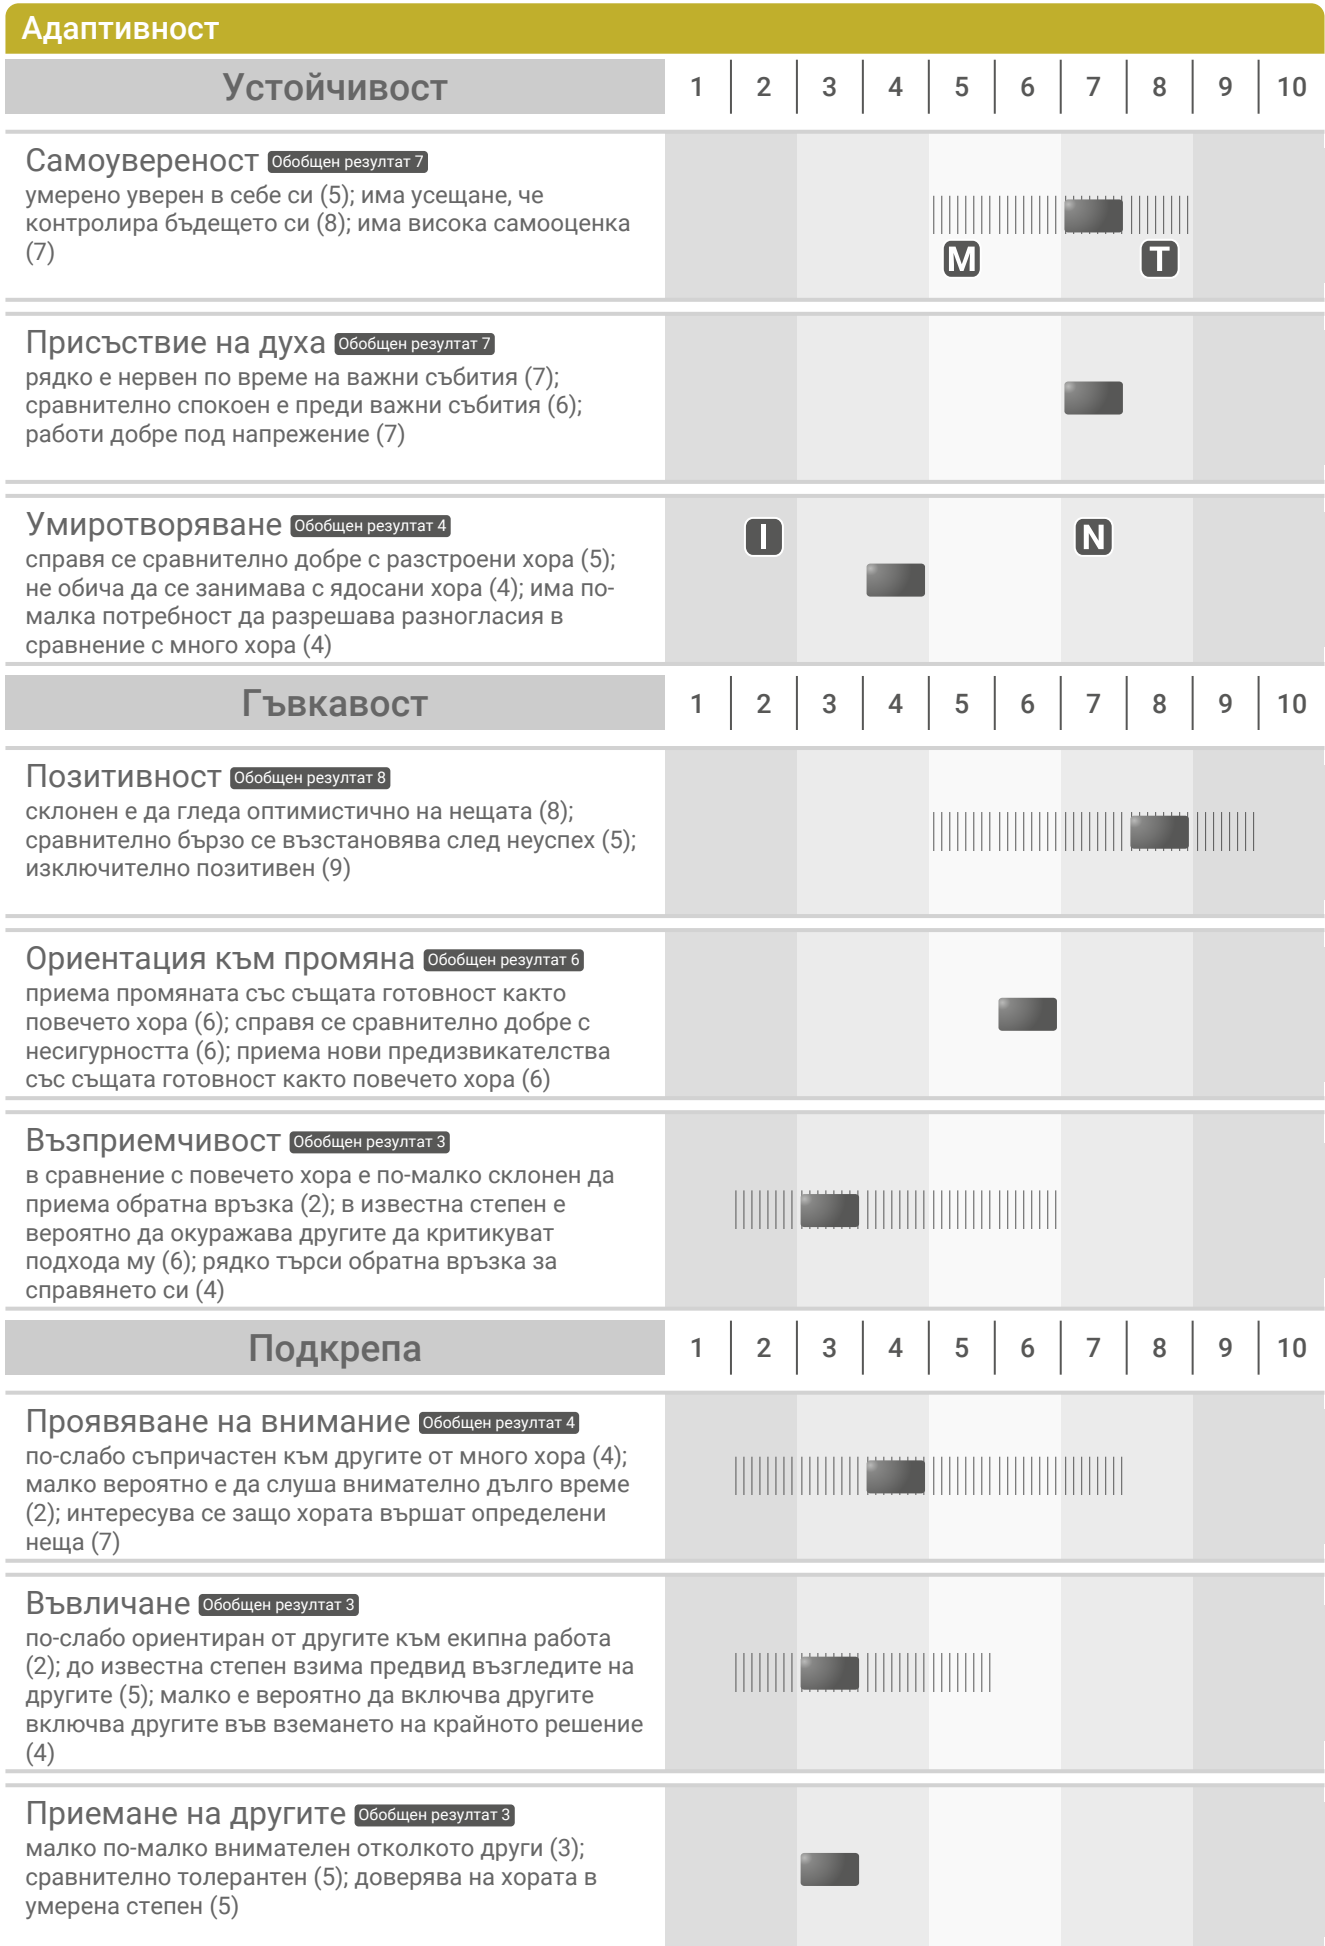 Адаптивност
Устойчивост 1 2 3 4 5 6 7 8 9 10
Самоувереност Обобщен резултат 7
умерено уверен в себе си (5); има усещане, че
контролира бъдещето си (8); има висока самооценка
(7)
M T
Присъствие на духа Обобщен резултат 7
рядко е нервен по време на важни събития (7);
сравнително спокоен е преди важни събития (6);
работи добре под напрежение (7)
Умиротворяване Обобщен резултат 4
I N
справя се сравнително добре с разстроени хора (5);
не обича да се занимава с ядосани хора (4); има по-
малка потребност да разрешава разногласия в
сравнение с много хора (4)
Гъвкавост 1 2 3 4 5 6 7 8 9 10
Позитивност Обобщен резултат 8
склонен е да гледа оптимистично на нещата (8);
сравнително бързо се възстановява след неуспех (5);
изключително позитивен (9)
Ориентация към промяна Обобщен резултат 6
приема промяната със същата готовност както
повечето хора (6); справя се сравнително добре с
несигурността (6); приема нови предизвикателства
със същата готовност както повечето хора (6)
Възприемчивост Обобщен резултат 3
в сравнение с повечето хора е по-малко склонен да
приема обратна връзка (2); в известна степен е
вероятно да окуражава другите да критикуват
подхода му (6); рядко търси обратна връзка за
справянето си (4)
Подкрепа 1 2 3 4 5 6 7 8 9 10
Проявяване на внимание Обобщен резултат 4
по-слабо съпричастен към другите от много хора (4);
малко вероятно е да слуша внимателно дълго време
(2); интересува се защо хората вършат определени
неща (7)
Въвличане Обобщен резултат 3
по-слабо ориентиран от другите към екипна работа
(2); до известна степен взима предвид възгледите на
другите (5); малко е вероятно да включва другите
включва другите във вземането на крайното решение
(4)
Приемане на другите Обобщен резултат 3
малко по-малко внимателен отколкото други (3);
сравнително толерантен (5); доверява на хората в
умерена степен (5)